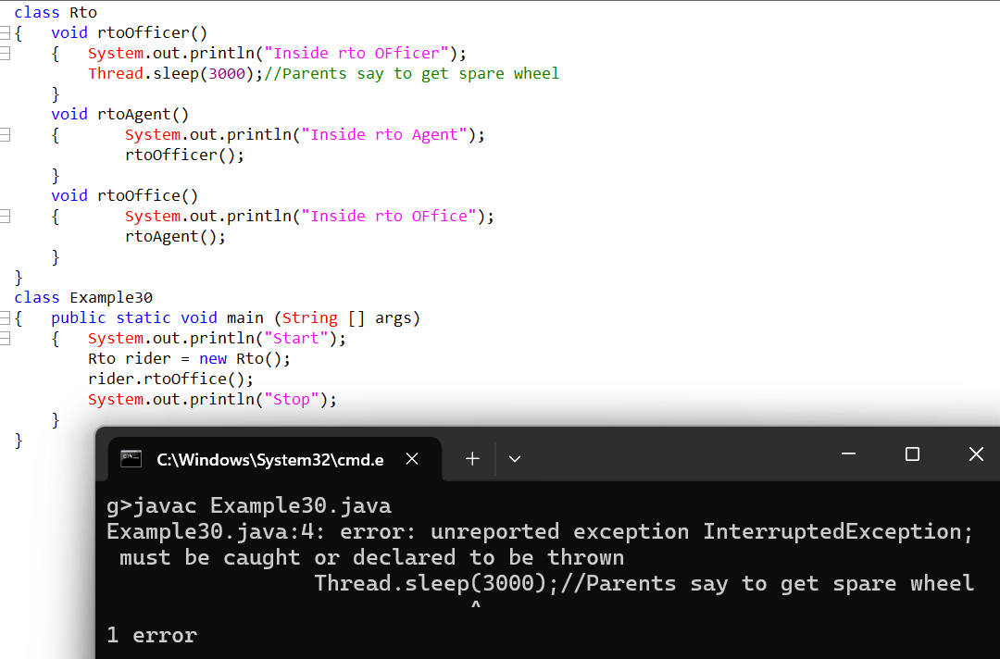 class Rto
{ void rtoOfficer()
{ System.out.println("Inside rto OFficer");
Thread.sleep(3000);//Parents say to get spare wheel
}
void rtoAgent()
{ System.out.println("Inside rto Agent");
rtoOfficer();
}
void rtoOffice()
{ System.out.println("Inside rto OFfice");
rtoAgent();
}
}
class Example30
{ public static void main (String [] args)
{ System.out.println("Start");
Rto rider = new Rto();
rider.rtoOffice();
System.out.println("Stop");
}
}
C:\Windows\System32\cmd.e
g>javac Example30.java
Example30.java:4: error: unreported exception InterruptedException;
must be caught or declared to be thrown
Thread.sleep(3000);//Parents say to get spare wheel
^
1 error